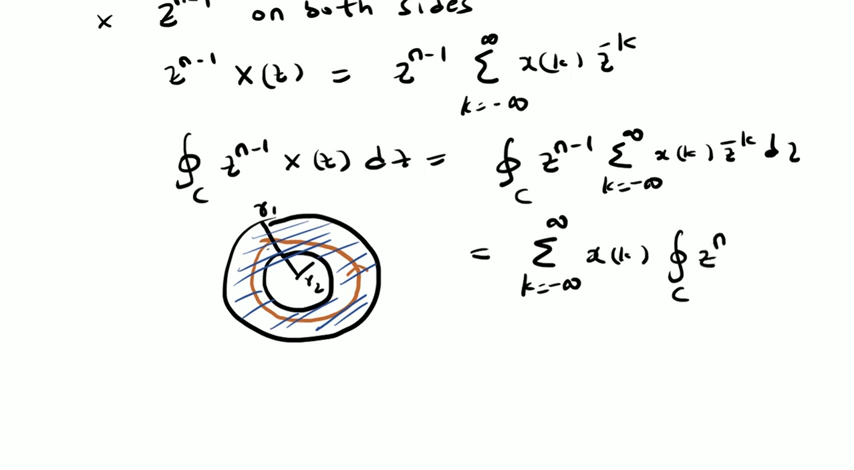 × z^{n-1} on both sides
z^{n-1} X(z) = z^{n-1} ∑_{k=-∞}^{∞} x(k) z^{-k}
∮_C z^{n-1} X(z) dz = ∮_C z^{n-1} ∑_{k=-∞}^{∞} x(k) z^{-k} dz
r₁
r₂
= ∑_{k=-∞}^{∞} x(k) ∮_C z^n